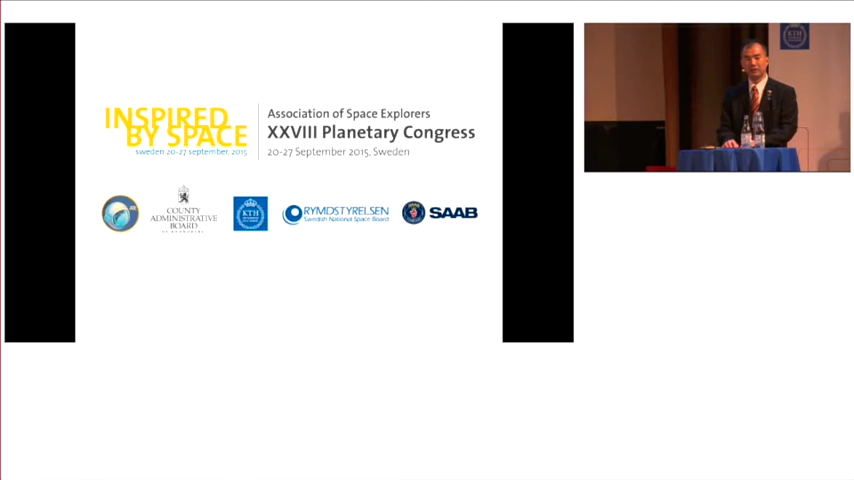 INSPIRED
BY SPACE
sweden 20-27 september, 2015
Association of Space Explorers
XXVIII Planetary Congress
20-27 September 2015, Sweden
COUNTY
ADMINISTRATIVE
BOARD
KTH
RYMDSTYRELSEN
Swedish National Space Board
SAAB
KTH